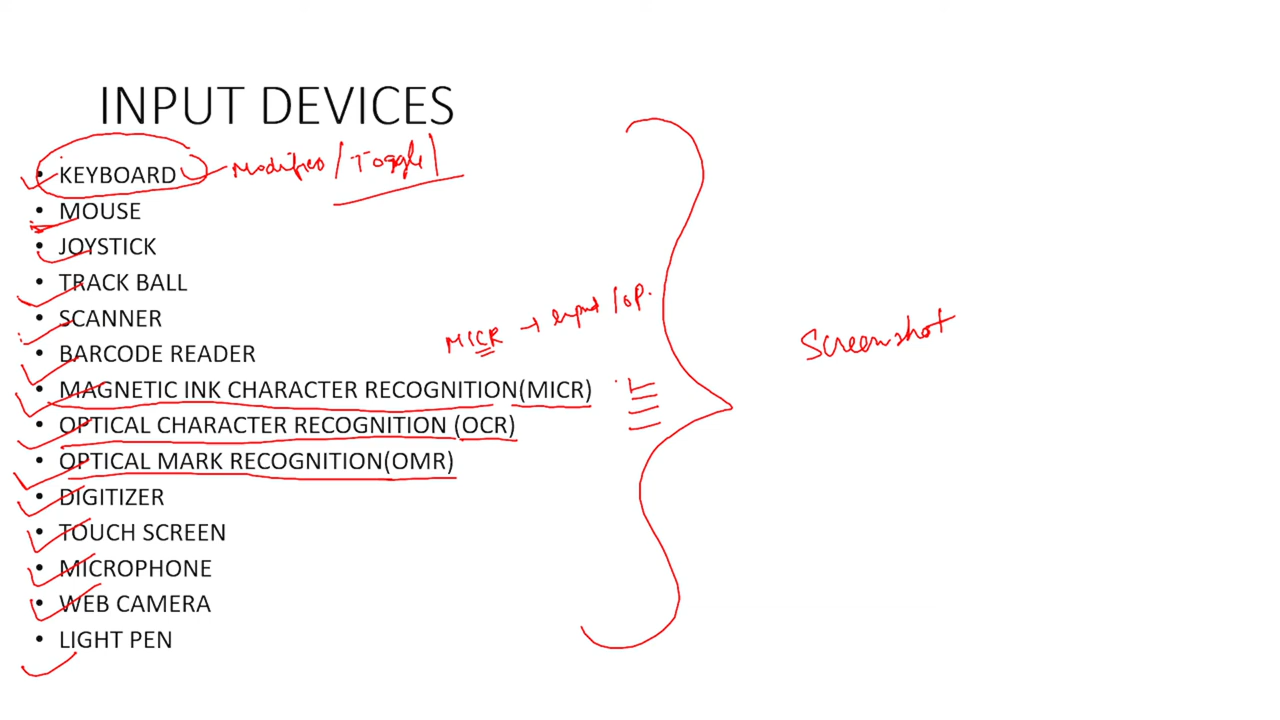 INPUT DEVICES
• KEYBOARD Modifier / Toggle /
• MOUSE
• JOYSTICK
• TRACK BALL
• SCANNER
MICR → Input / OP.
Screenshot
• BARCODE READER
• MAGNETIC INK CHARACTER RECOGNITION(MICR)
• OPTICAL CHARACTER RECOGNITION (OCR)
• OPTICAL MARK RECOGNITION(OMR)
• DIGITIZER
• TOUCH SCREEN
• MICROPHONE
• WEB CAMERA
• LIGHT PEN